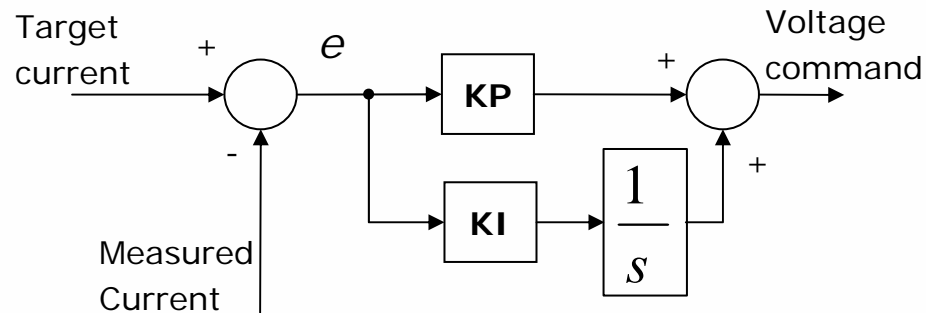 Target
current
+
e
-
Measured
Current
KP
KI
1
s
+
+
Voltage
command